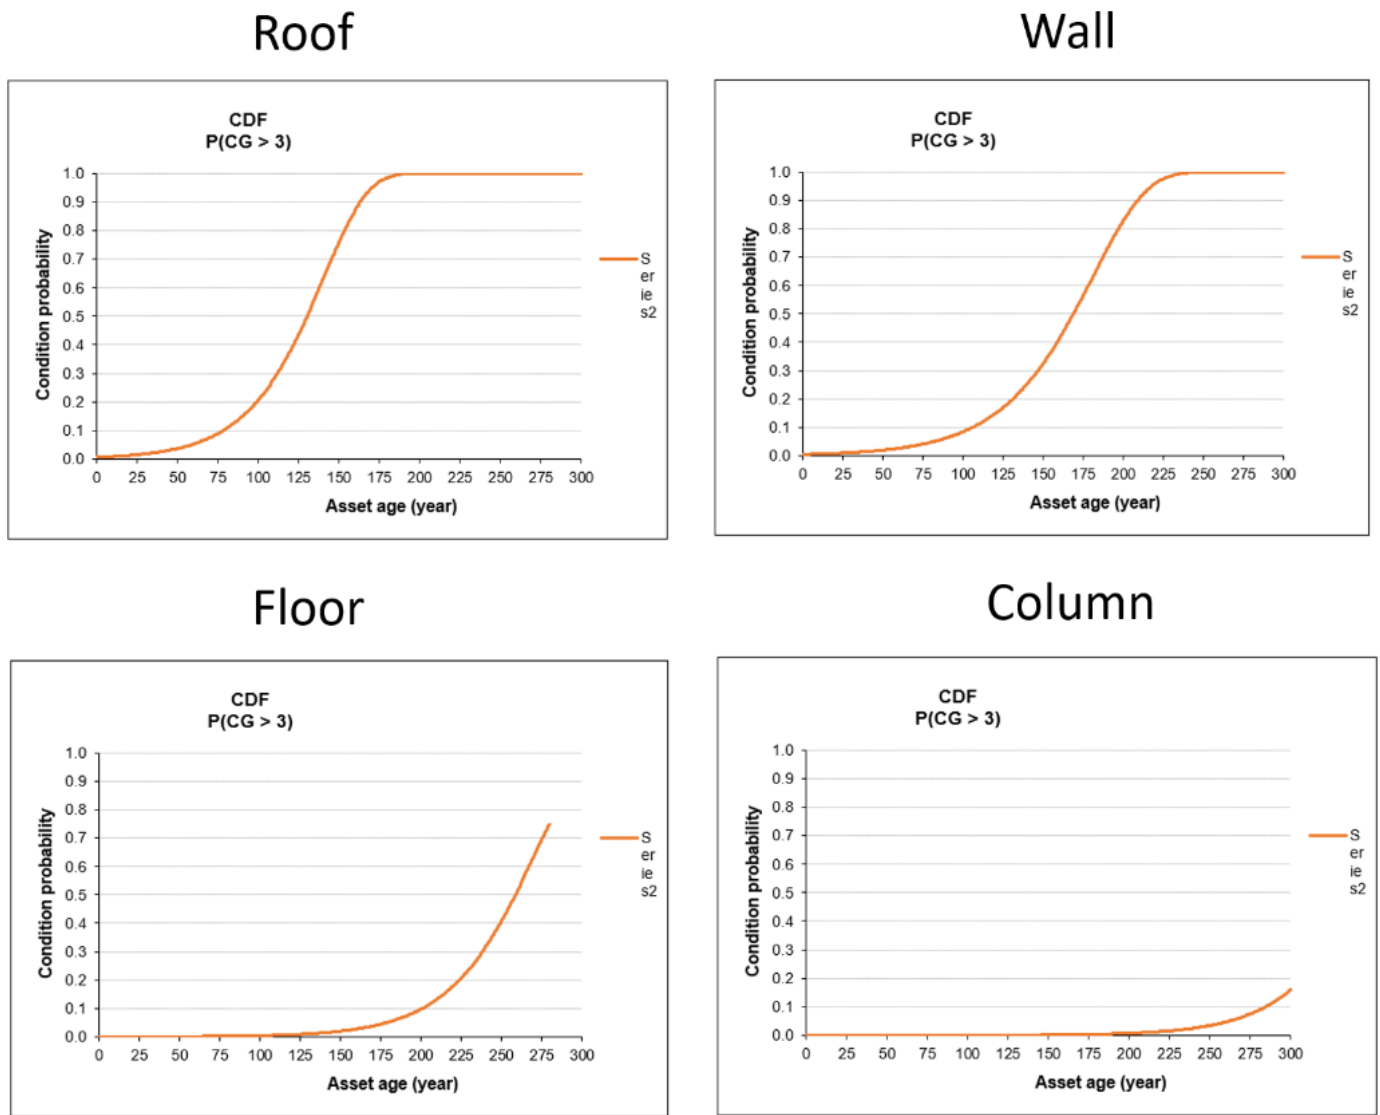 Roof
CDF
P(CG > 3)
1.0
0.9
0.8
0.7
0.6
0.5
0.4
0.3
0.2
0.1
0.0
Condition probability
0 25 50 75 100 125 150 175 200 225 250 275 300
Asset age (year)
S
er
ie
s2
Wall
CDF
P(CG > 3)
1.0
0.9
0.8
0.7
0.6
0.5
0.4
0.3
0.2
0.1
0.0
Condition probability
0 25 50 75 100 125 150 175 200 225 250 275 300
Asset age (year)
S
er
ie
s2
Floor
CDF
P(CG > 3)
1.0
0.9
0.8
0.7
0.6
0.5
0.4
0.3
0.2
0.1
0.0
Condition probability
0 25 50 75 100 125 150 175 200 225 250 275 300
Asset age (year)
S
er
ie
s2
Column
CDF
P(CG > 3)
1.0
0.9
0.8
0.7
0.6
0.5
0.4
0.3
0.2
0.1
0.0
Condition probability
0 25 50 75 100 125 150 175 200 225 250 275 300
Asset age (year)
S
er
ie
s2